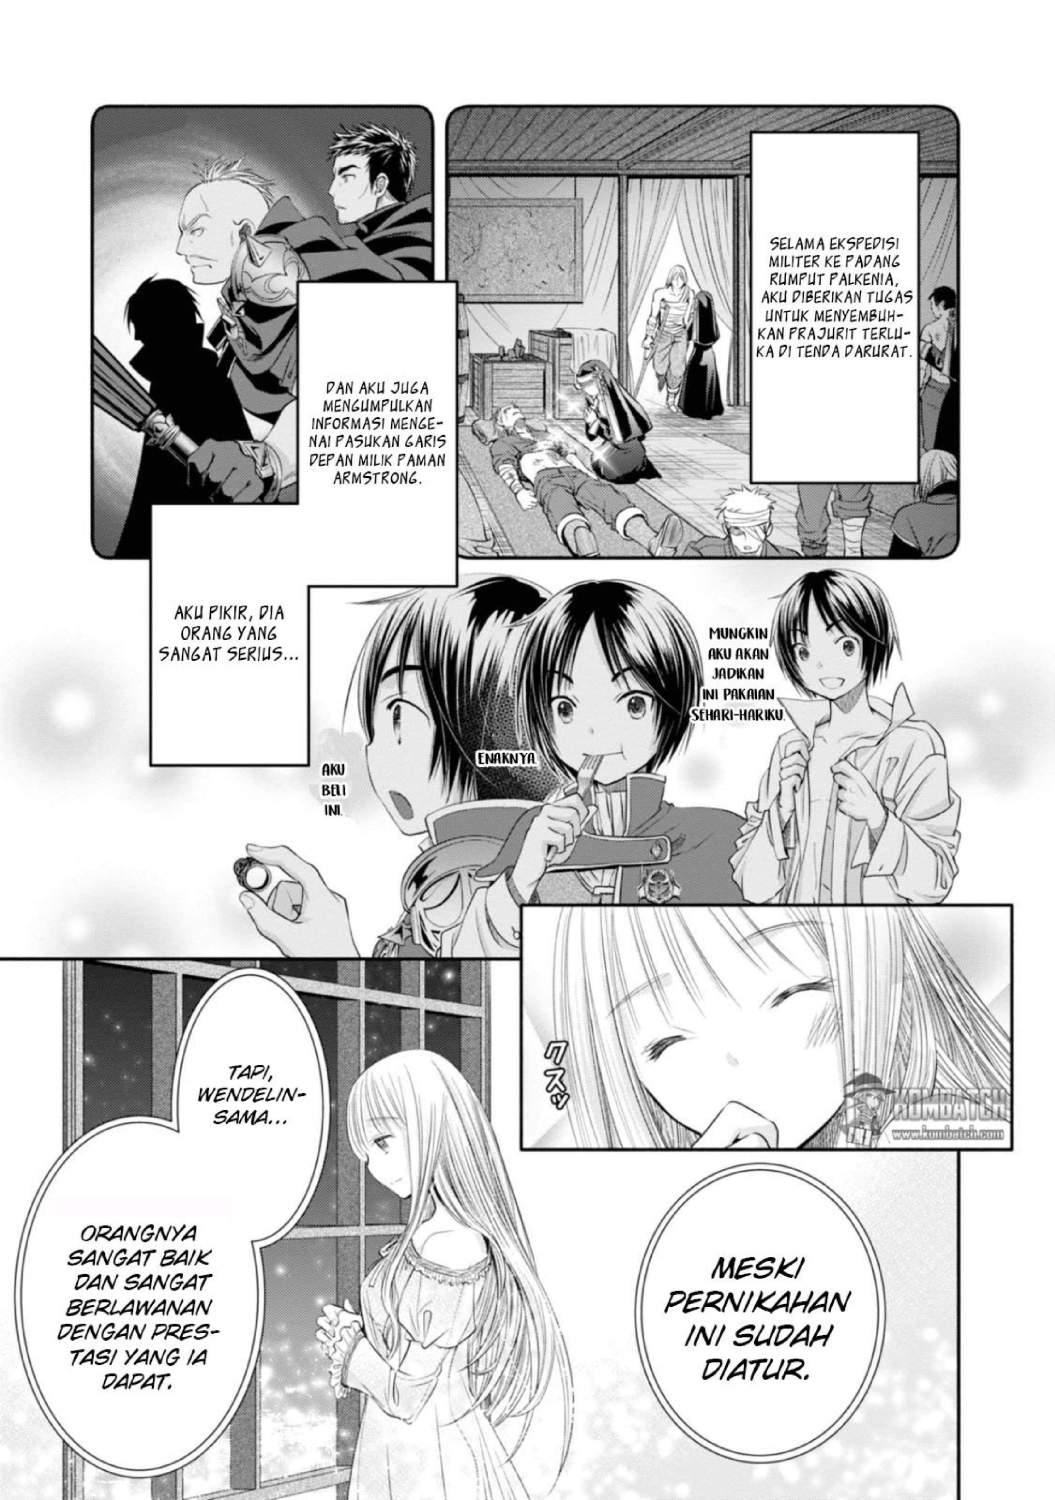 SELAMA EKSPEDISI
MILITER KE PADANG
RUMPUT PALKENIA,
AKU DIBERIKAN TUGAS
UNTUK MENYEMBUH-
KAN PRAJURIT TERLU-
KA DI TENDA DARURAT.
DAN AKU JUGA
MENGUMPULKAN
INFORMASI MENGE-
NAI PASUKAN GARIS
DEPAN MILIK PAMAN
ARMSTRONG.
AKU PIKIR, DIA
ORANG YANG
SANGAT SERIUS...
MUNGKIN
AKU AKAN
JADIKAN
INI PAKAIAN
SEHARI-HARIKU.
ENAKNYA.
AKU
BELI
INI.
クスッ
KOMBATCH
www.kombatch.com
MESKI
PERNIKAHAN
INI SUDAH
DIATUR.
TAPI,
WENDELIN-
SAMA...
ORANGNYA
SANGAT BAIK
DAN SANGAT
BERLAWANAN
DENGAN PRES-
TASI YANG IA
DAPAT.